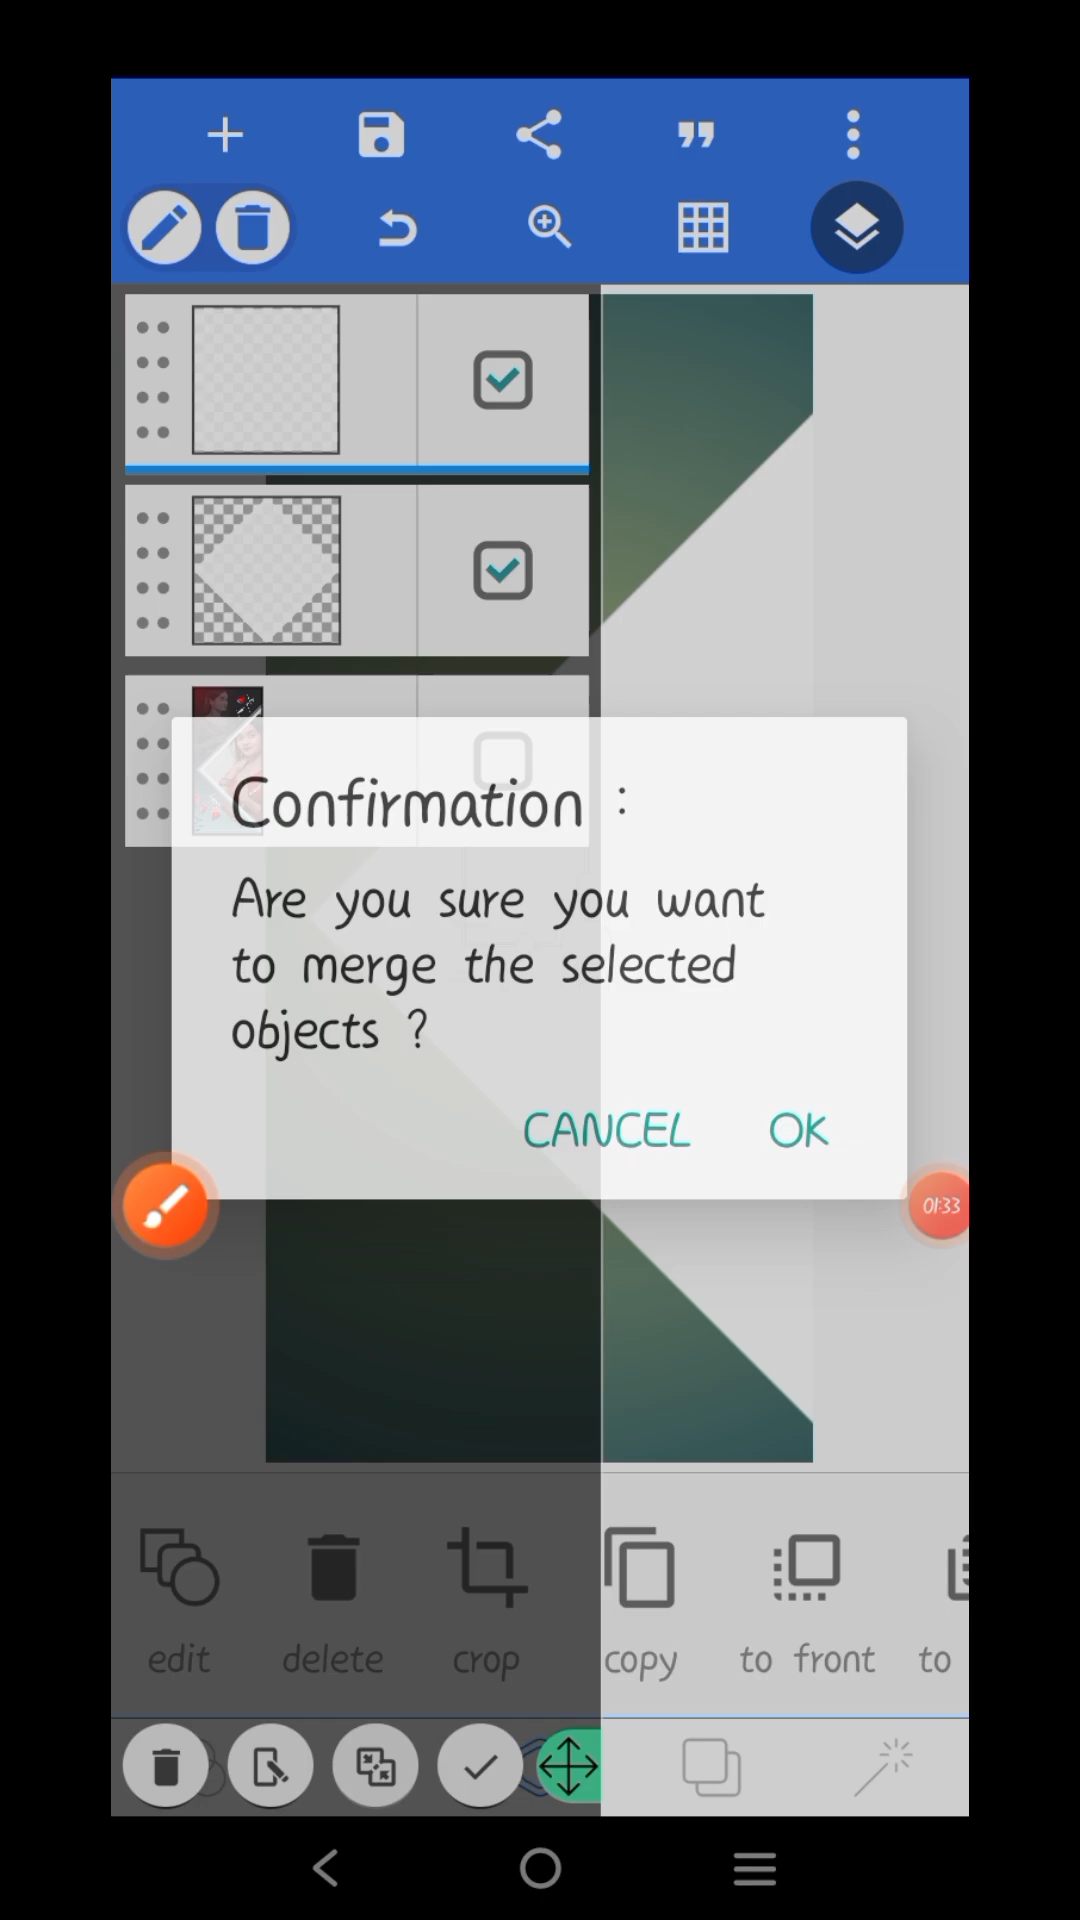 Confirmation :
Are you sure you want
to merge the selected
objects ?
CANCEL OK
01:33
edit delete crop copy to front to